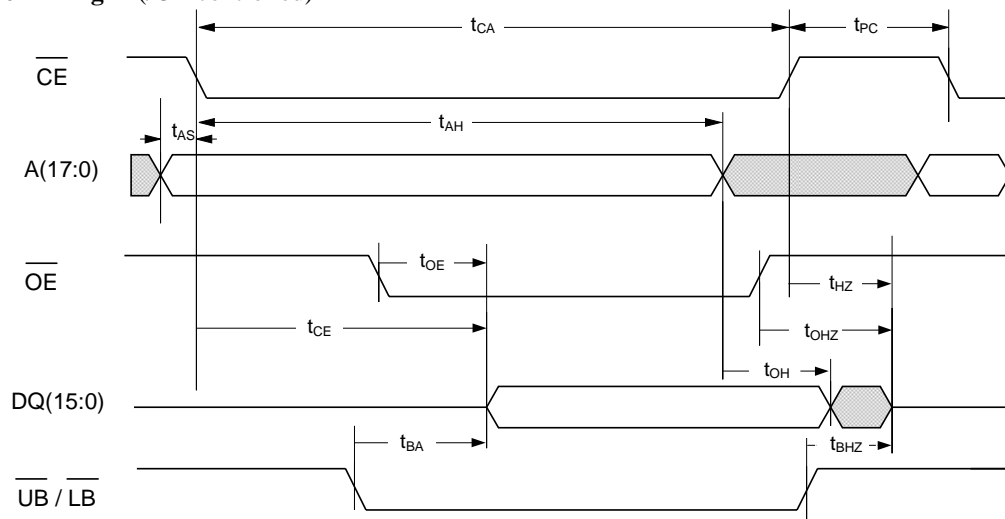 t_CA
t_PC
CE
t_AS
t_AH
A(17:0)
t_OE
OE
t_HZ
t_CE
t_OHZ
t_OH
DQ(15:0)
t_BA
t_BHZ
UB / LB